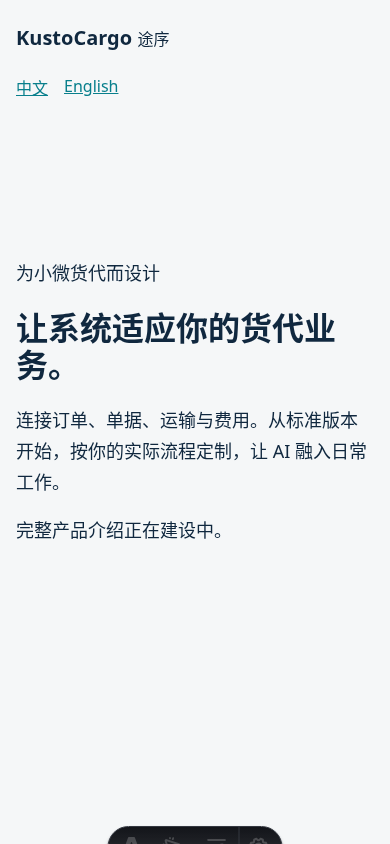 KustoCargo 途序
中文 English
为小微货代而设计
让系统适应你的货代业
务。
连接订单、单据、运输与费用。从标准版本
开始，按你的实际流程定制，让 AI 融入日常
工作。
完整产品介绍正在建设中。